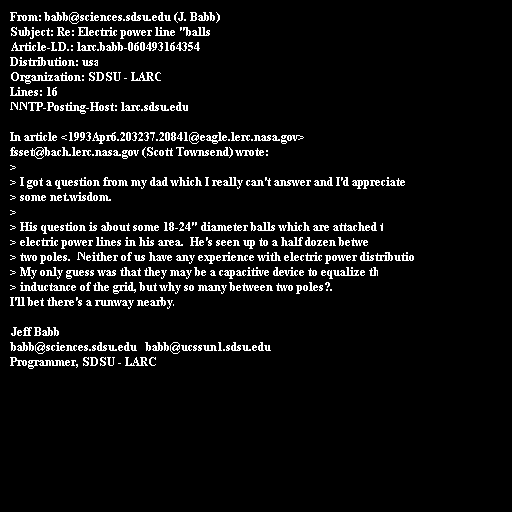 From: babb@sciences.sdsu.edu (J. Babb)
Subject: Re: Electric power line "balls
Article-I.D.: larc.babb-060493164354
Distribution: usa
Organization: SDSU - LARC
Lines: 16
NNTP-Posting-Host: larc.sdsu.edu

In article <1993Apr6.203237.20841@eagle.lerc.nasa.gov>
fsset@bach.lerc.nasa.gov (Scott Townsend) wrote:
>
> I got a question from my dad which I really can't answer and I'd appreciate
> some net.wisdom.
>
> His question is about some 18-24" diameter balls which are attached t
> electric power lines in his area.  He's seen up to a half dozen betwe
> two poles.  Neither of us have any experience with electric power distributio
> My only guess was that they may be a capacitive device to equalize th
> inductance of the grid, but why so many between two poles?.
I'll bet there's a runway nearby.

Jeff Babb
babb@sciences.sdsu.edu   babb@ucssun1.sdsu.edu
Programmer, SDSU - LARC